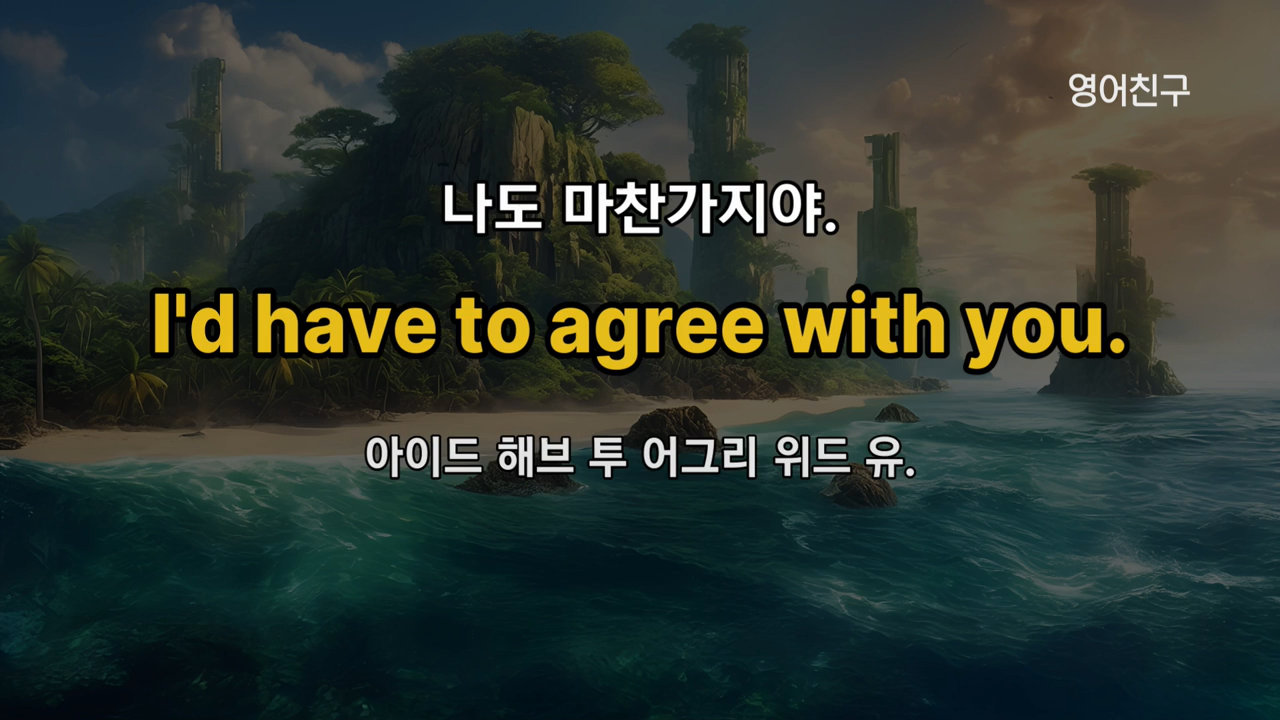 영어친구
나도 마찬가지야.
I'd have to agree with you.
아이드 해브 투 어그리 위드 유.